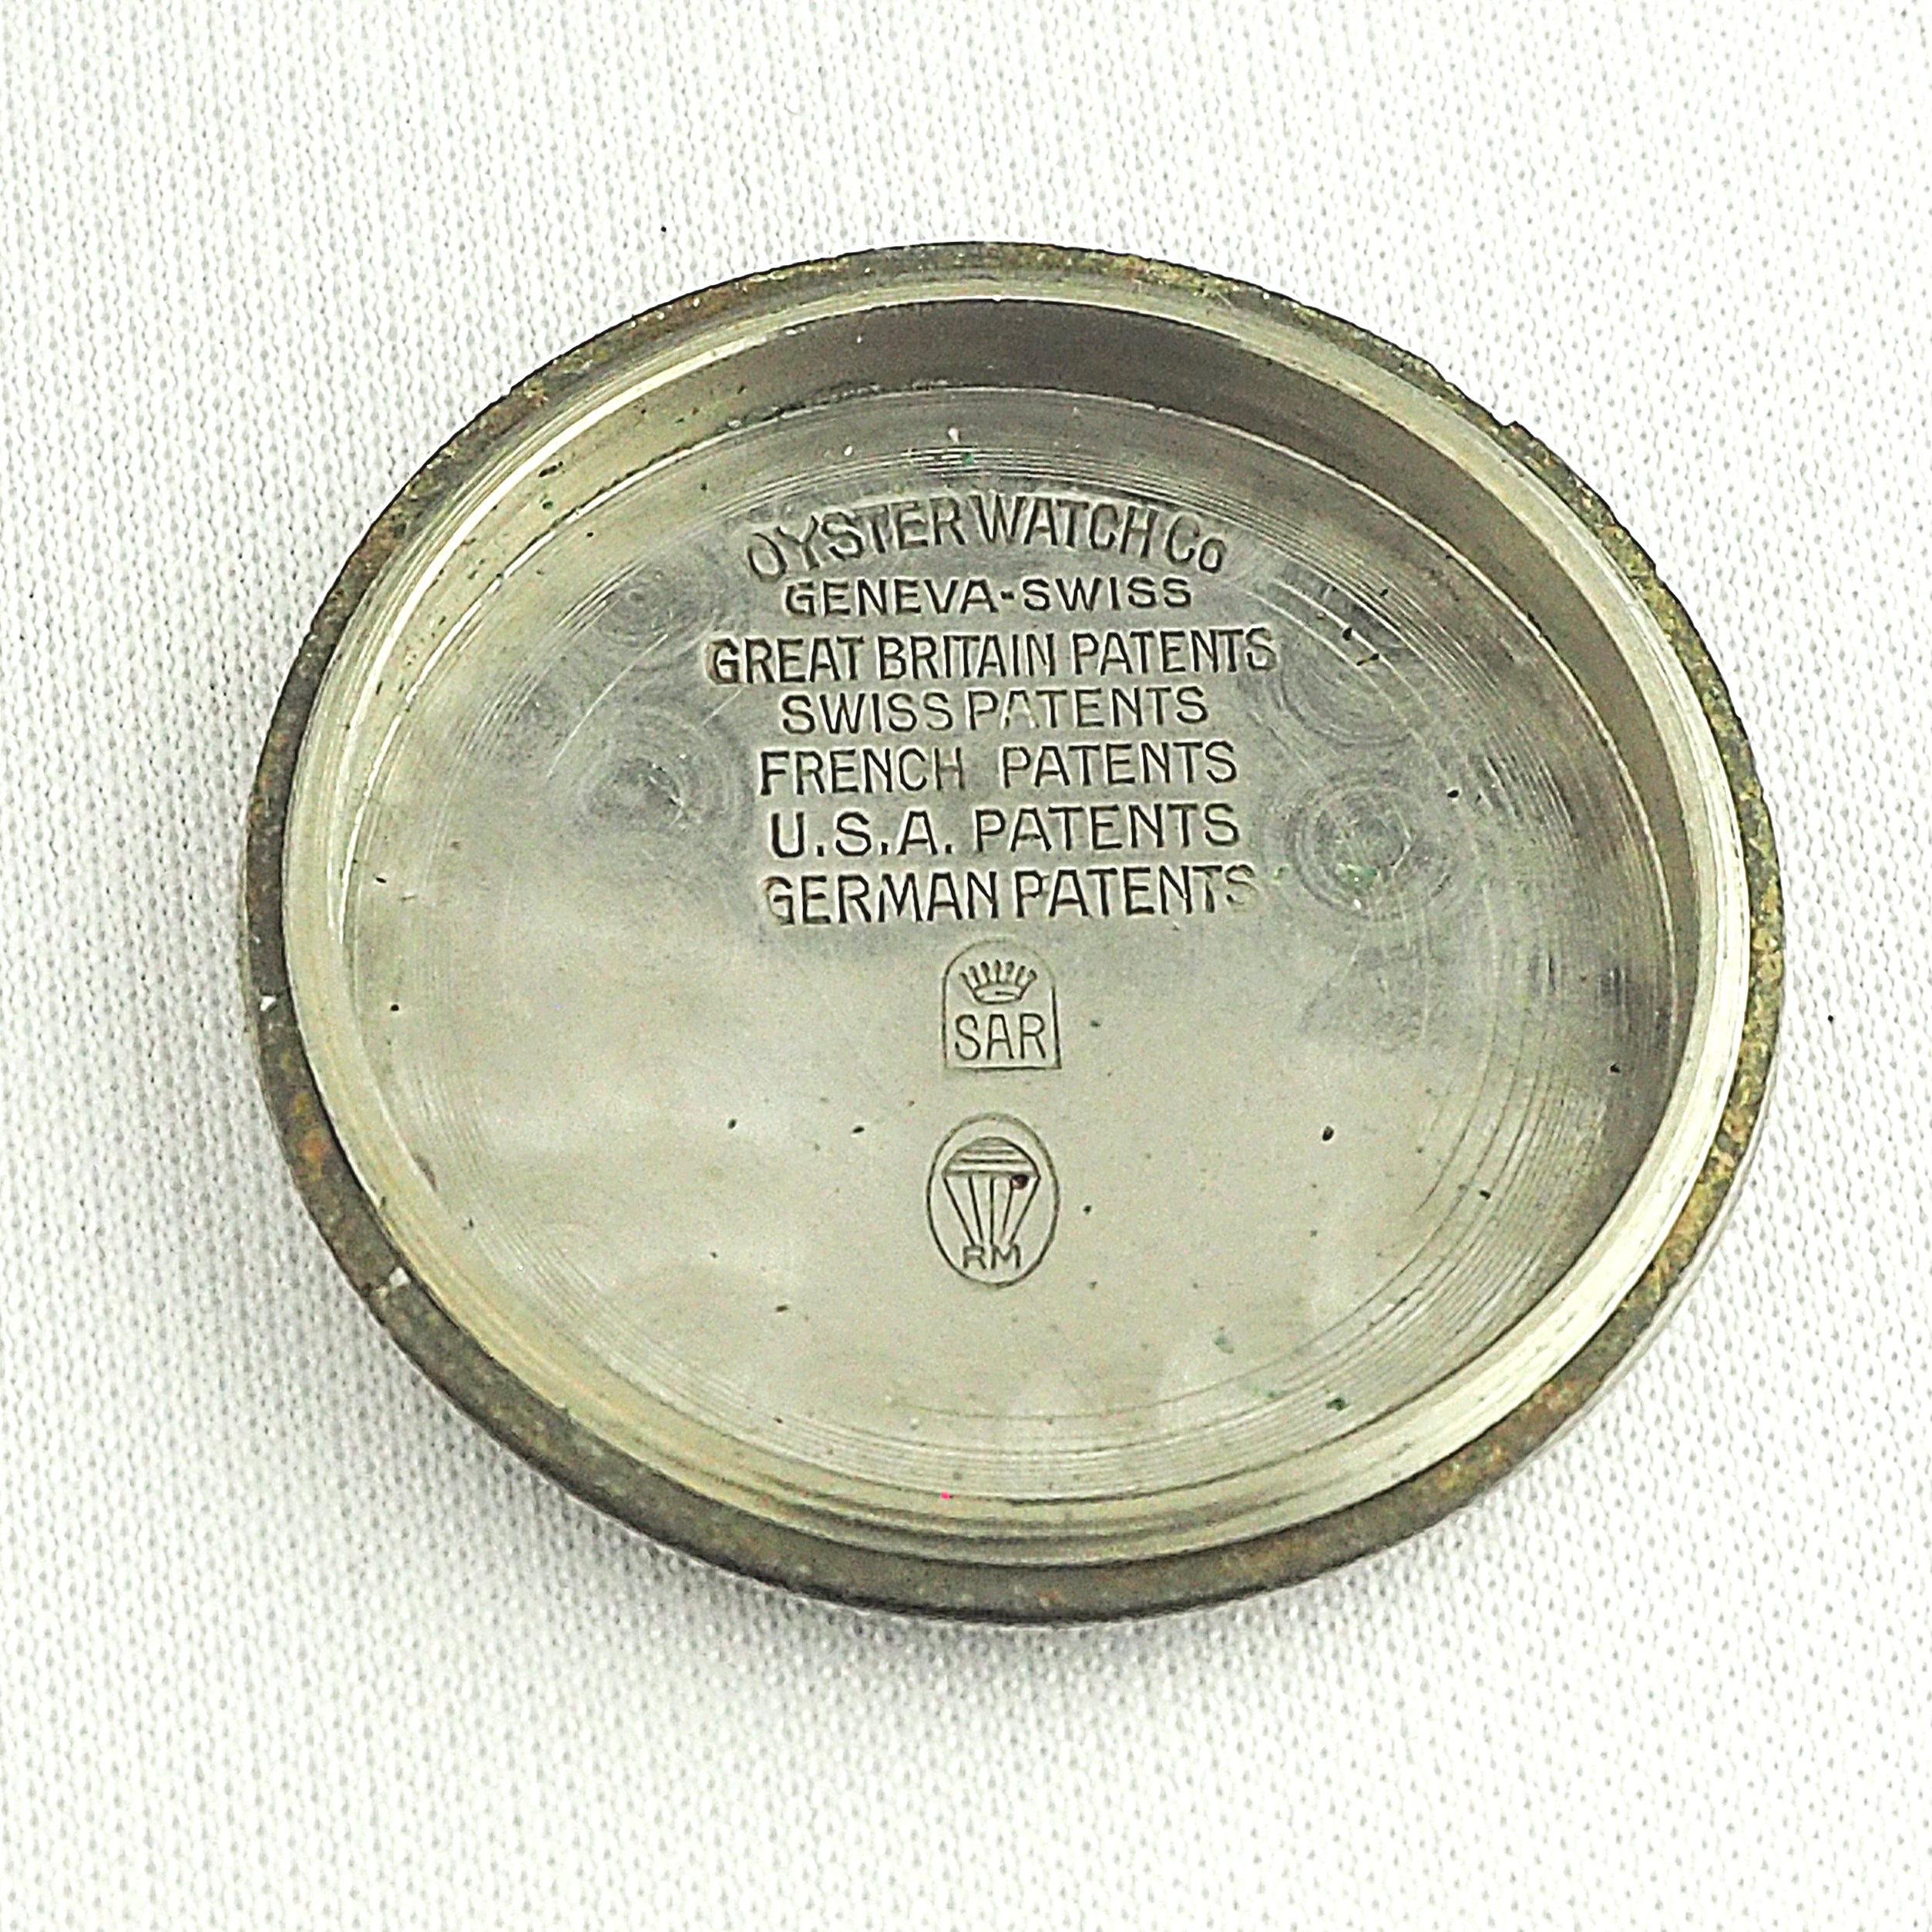 OYSTER WATCH Co
GENEVA-SWISS
GREAT BRITAIN PATENTS
SWISS PATENTS
FRENCH PATENTS
U.S.A. PATENTS
GERMAN PATENTS
SAR
RM